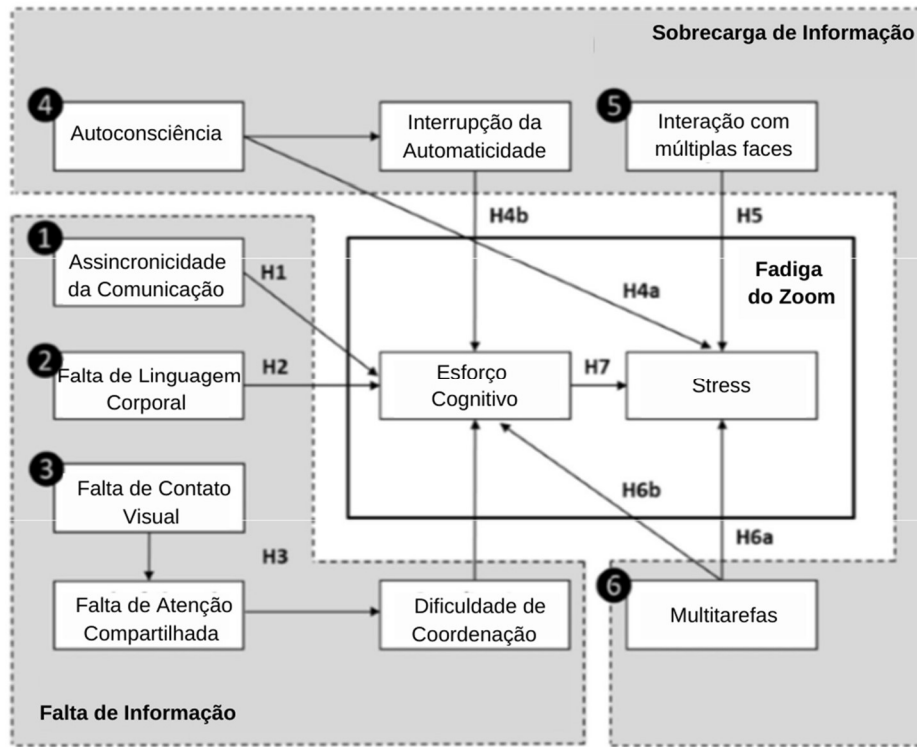 Sobrecarga de Informação
4
Autoconsciência
Interrupção da
Automaticidade
5
Interação com
múltiplas faces
H4b
H5
1
Assincronicidade
da Comunicação
H1
Fadiga
do Zoom
H4a
2
Falta de Linguagem
Corporal
H2
Esforço
Cognitivo
H7
Stress
3
Falta de Contato
Visual
H6b
H6a
H3
Falta de Atenção
Compartilhada
Dificuldade de
Coordenação
6
Multitarefas
Falta de Informação